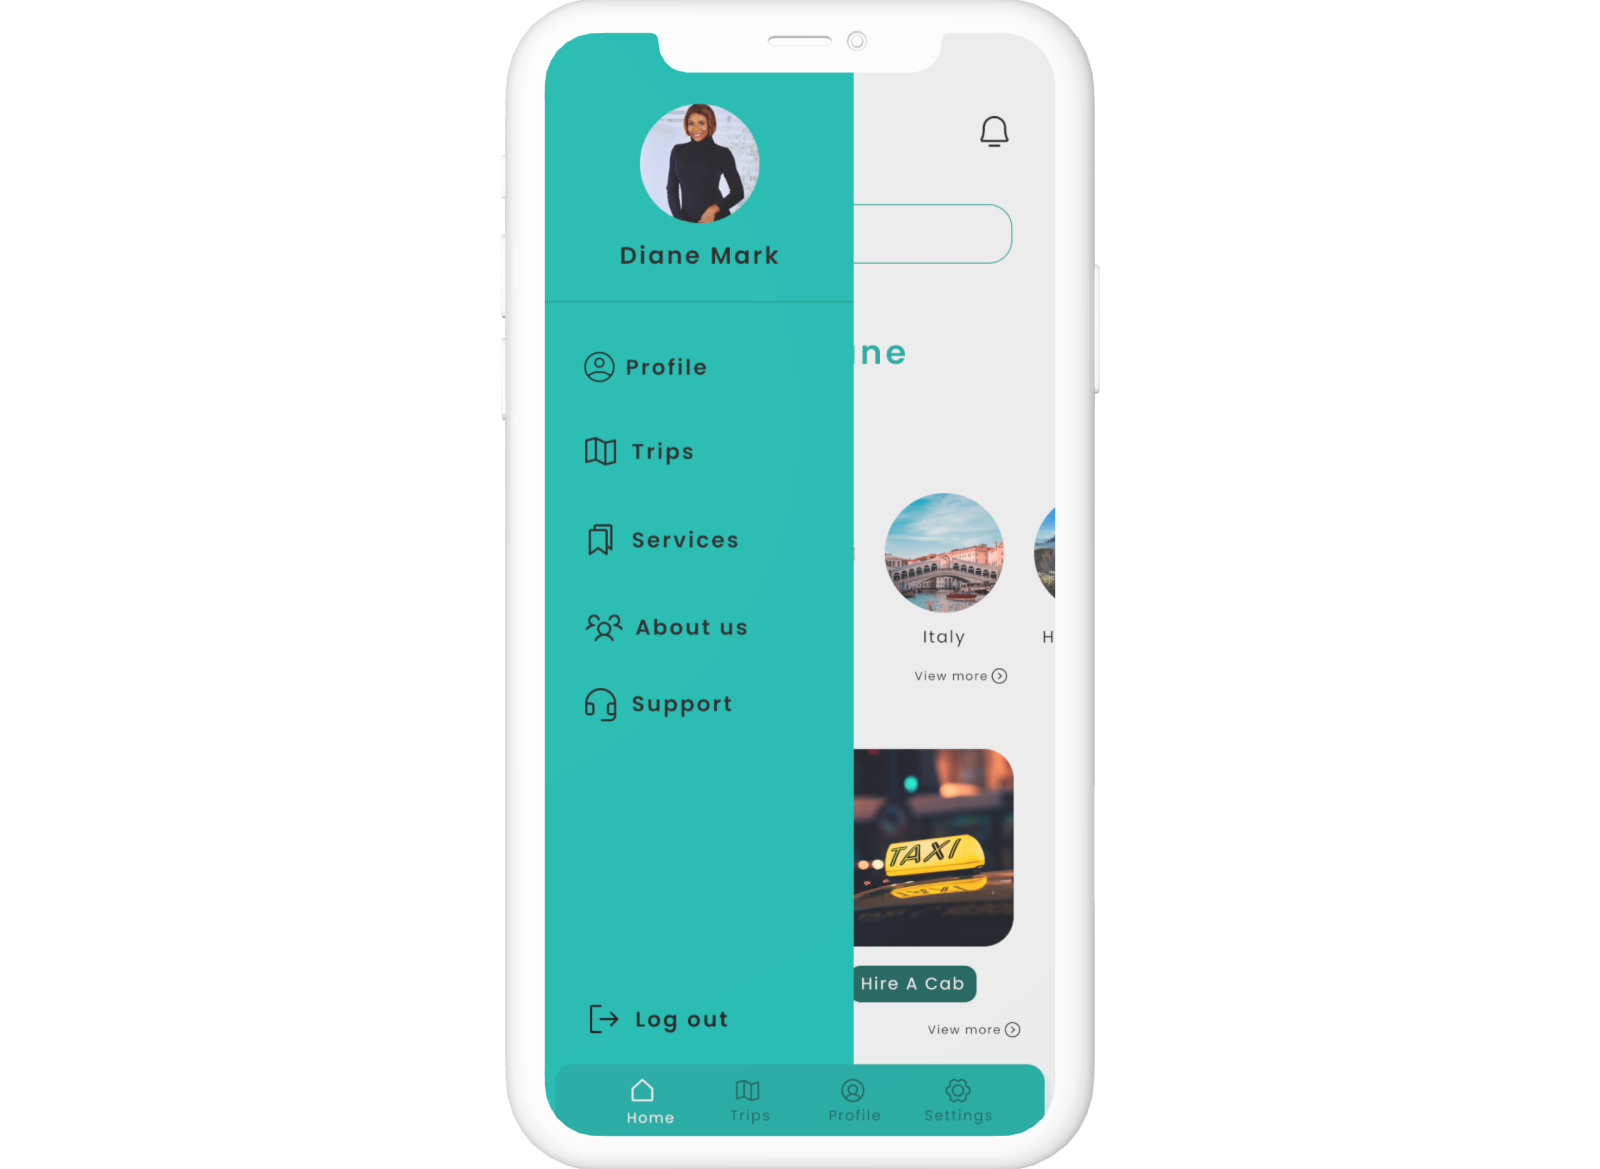 Diane Mark
ne
Profile
Trips
Services
About us
Support
Italy
H
View more
TAXI
Hire A Cab
View more
Log out
Home
Trips
Profile
Settings